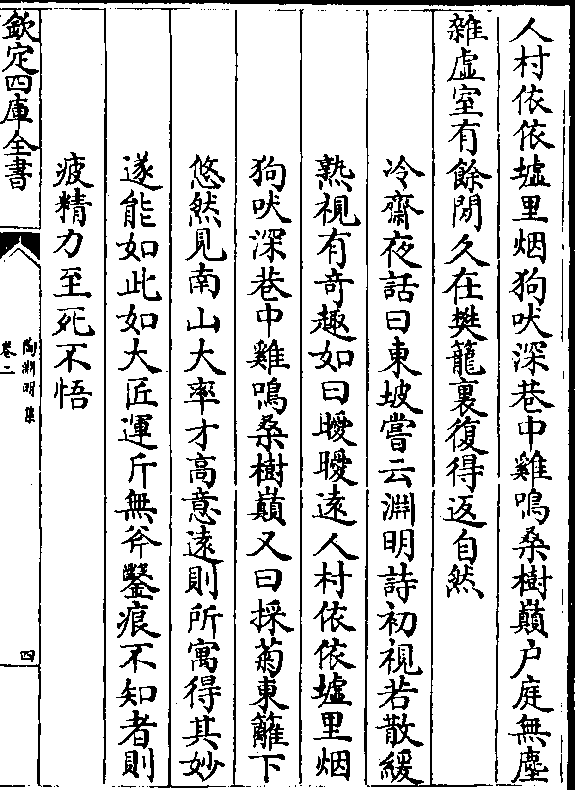 人村依依墟里烟狗吠深巷中雞鳴桑樹巔户庭無塵
雜虚室有餘閒久在樊籠裏復得返自然
冷齋夜話曰東坡嘗云淵明詩初視若散緩
熟視有奇趣如曰曖曖遠人村依依墟里烟
狗吠深巷中雞鳴桑樹巔又曰採菊東籬下
悠然見南山大率才高意遠則所寓得其妙
遂能如此如大匠運斤無斧鑿痕不知者則
疲精力至死不悟
欽定四庫全書
陶淵明集
卷二
四